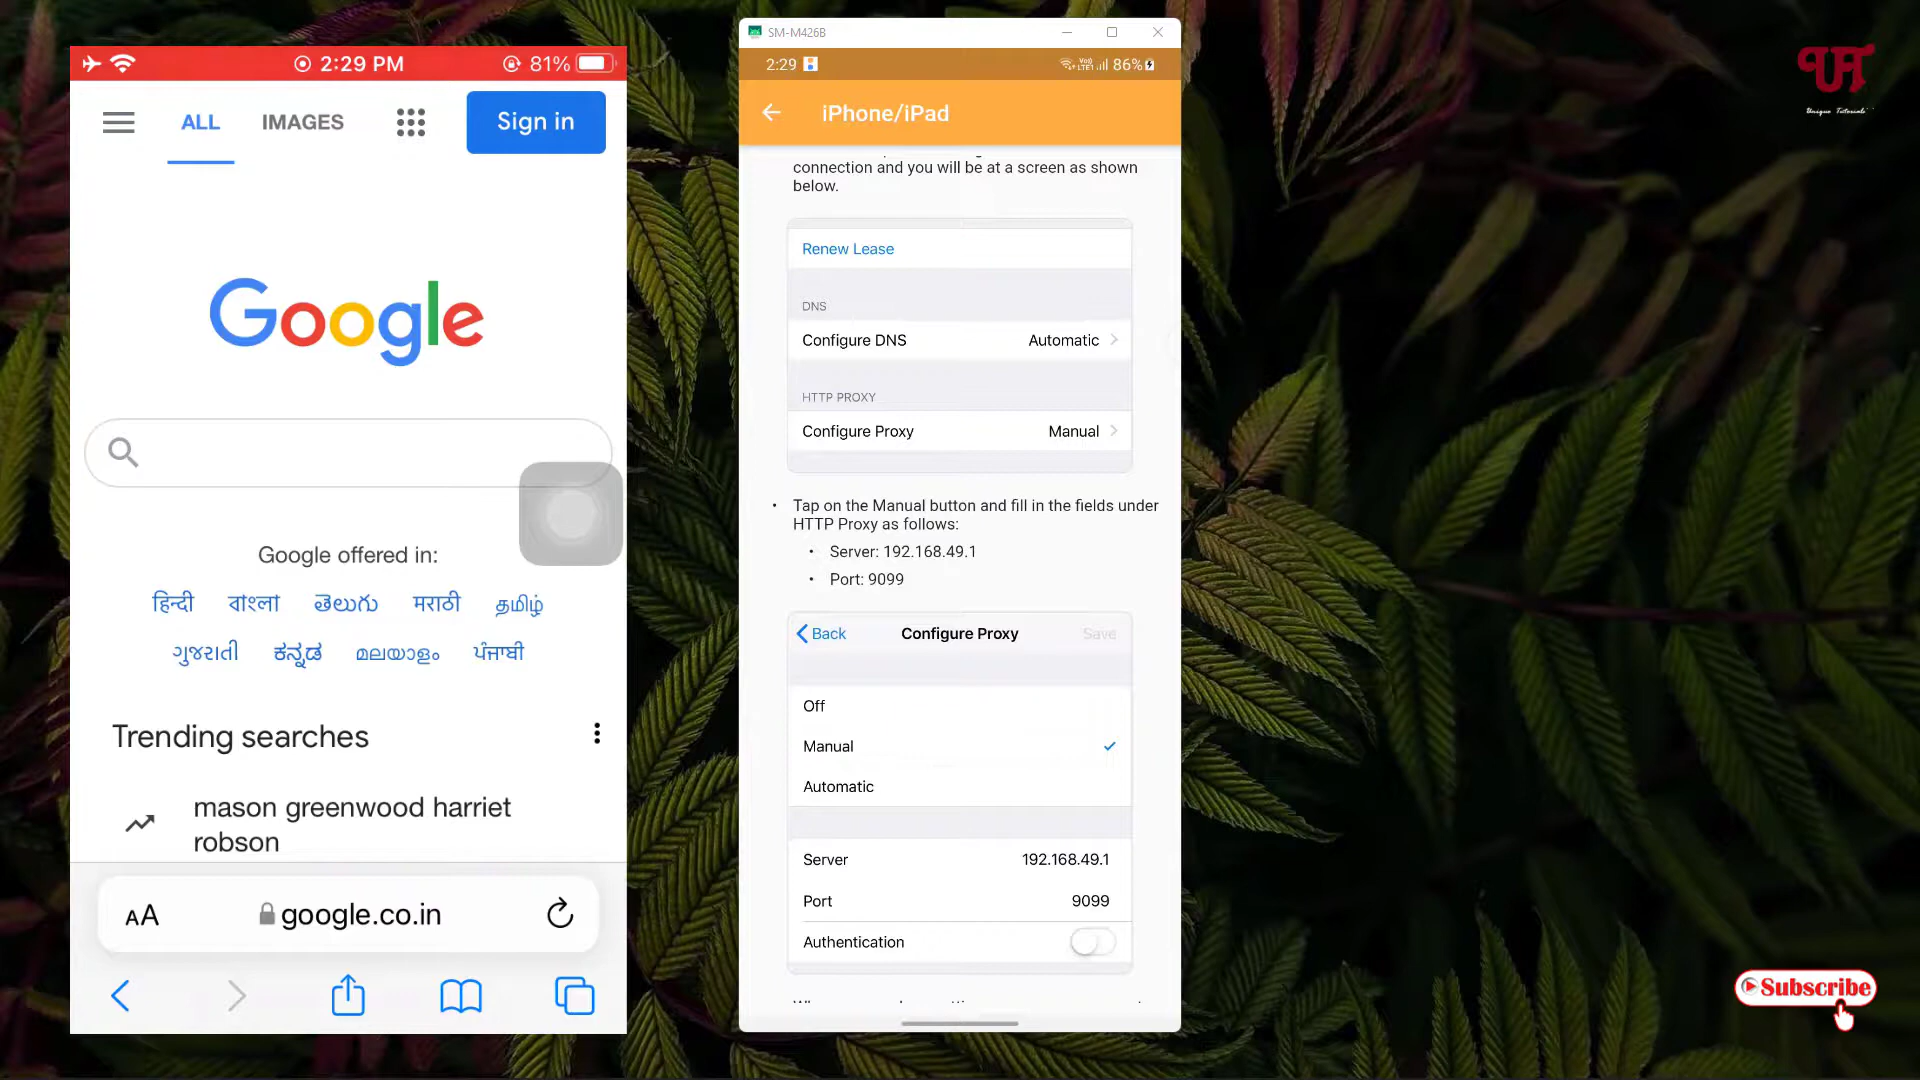 2:29 PM
81%
ALL
IMAGES
Sign in
Google
Google offered in:
हिन्दी বাংলা తెలుగు मराठी தமிழ்
ગુજરાતી ಕನ್ನಡ മലയാളം ਪੰਜਾਬੀ
Trending searches
mason greenwood harriet
robson
AA
google.co.in
SM-M426B
2:29
86%
iPhone/iPad
connection and you will be at a screen as shown
below.
Renew Lease
DNS
Configure DNS Automatic
HTTP PROXY
Configure Proxy Manual
• Tap on the Manual button and fill in the fields under
HTTP Proxy as follows:
• Server: 192.168.49.1
• Port: 9099
Back Configure Proxy Save
Off
Manual
Automatic
Server 192.168.49.1
Port 9099
Authentication
UT
Unique Tutorials
Subscribe